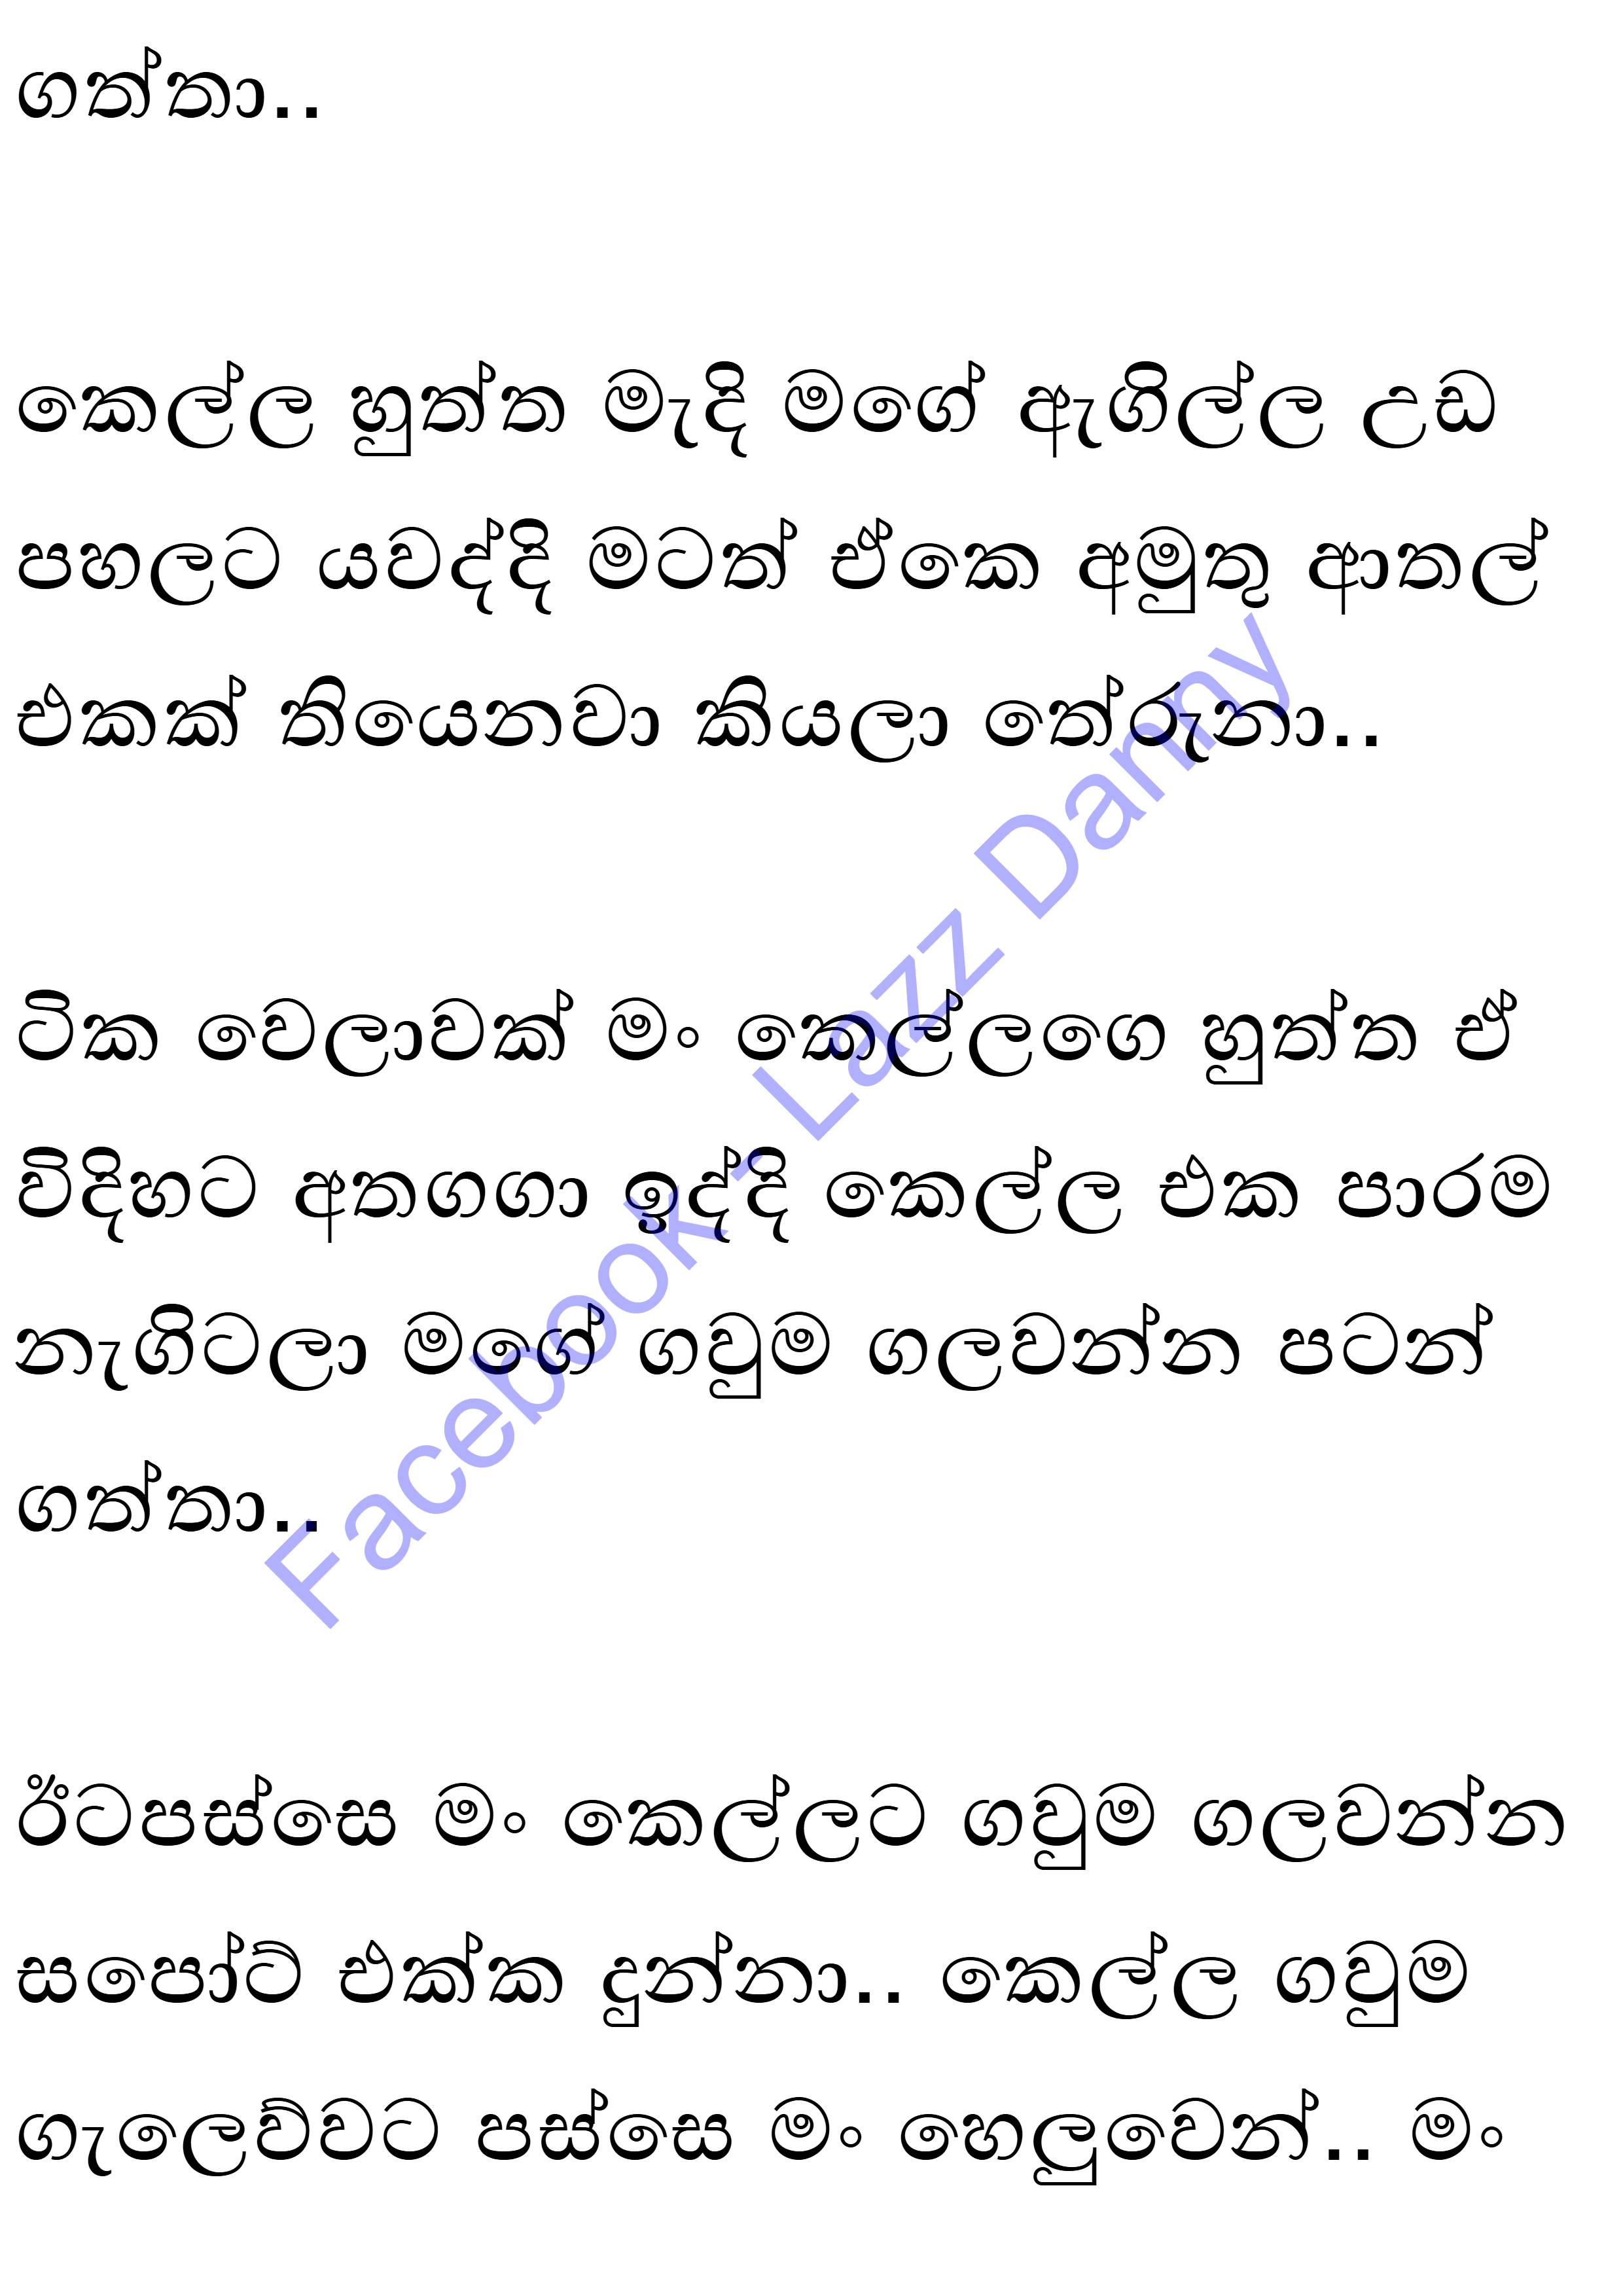 ගත්තා..
කෙල්ල හුත්ත මැදි මගේ ඇගිල්ල උඩ
පහලට යවද්දි මටත් ඒකෙ අමුතු ආතල්
එකක් තියෙනවා කියලා තේරුනා..
ටික වෙලාවක් මං කෙල්ලගෙ හුත්ත ඒ
විදිහට අතගගා ඉද්දි කෙල්ල එක පාරම
නැගිටලා මගේ ගවුම ගලවන්න පටන්
ගත්තා..
ඊටපස්සෙ මං කෙල්ලට ගවුම ගලවන්න
සපෝට් එක්ක දුන්නා.. කෙල්ල ගවුම
ගැලෙව්වට පස්සෙ මං හෙලුවෙන්.. මං
Facebook - Lazz Danny